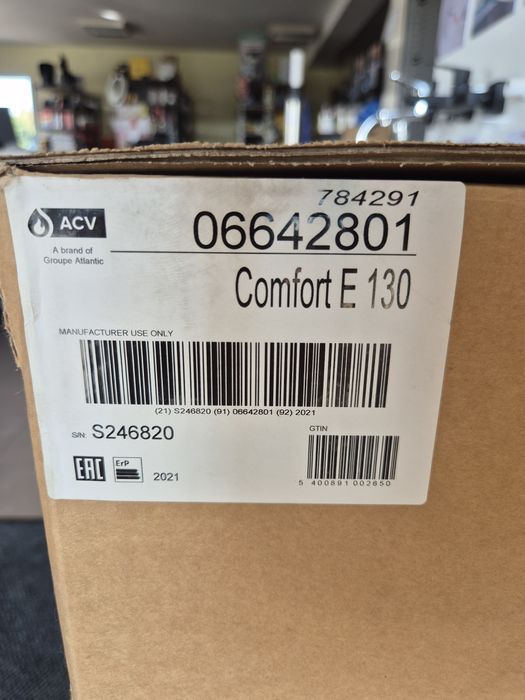 784291
ACV
06642801
A brand of
Groupe Atlantic
Comfort E 130
MANUFACTURER USE ONLY
(21) S246820 (91) 06642801 (92) 2021
S/N: S246820
GTIN
EAC
ErP
2021
5 400891 002650